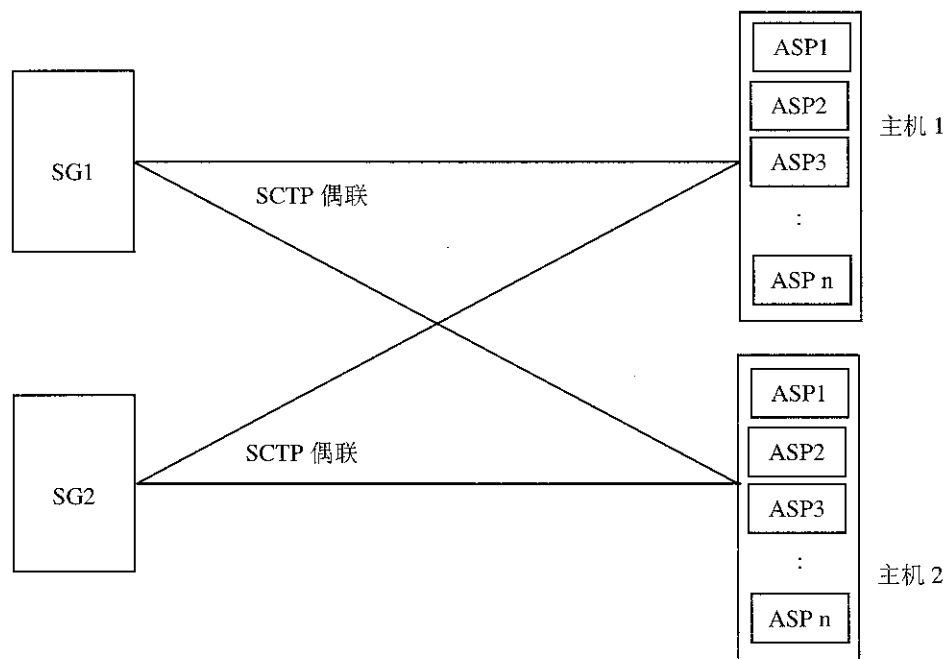 SG1
SCTP 偶联
ASP1
ASP2
ASP3
:
ASP n
主机 1
SG2
SCTP 偶联
ASP1
ASP2
ASP3
:
ASP n
主机 2